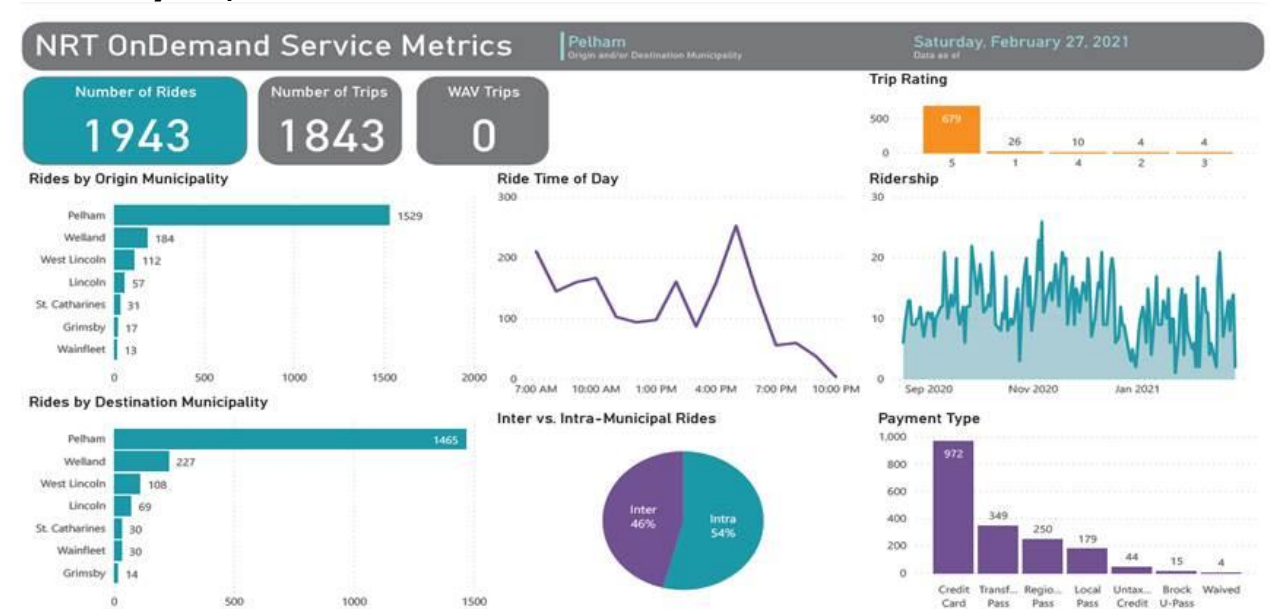 NRT OnDemand Service Metrics
Pelham
Origin and/or Destination Municipality
Saturday, February 27, 2021
Data as of
Number of Rides
1943
Number of Trips
1843
WAV Trips
0
Trip Rating
500
0
679
26
10
4
4
5
1
4
2
3
Rides by Origin Municipality
Pelham 1529
Welland 184
West Lincoln 112
Lincoln 57
St. Catharines 31
Grimsby 17
Wainfleet 13
0 500 1000 1500 2000
Ride Time of Day
300
200
100
0
7:00 AM 10:00 AM 1:00 PM 4:00 PM 7:00 PM 10:00 PM
Ridership
30
20
10
0
Sep 2020 Nov 2020 Jan 2021
Rides by Destination Municipality
Pelham 1465
Welland 227
West Lincoln 108
Lincoln 69
St. Catharines 30
Wainfleet 30
Grimsby 14
0 500 1000 1500
Inter vs. Intra-Municipal Rides
Inter
46%
Intra
54%
Payment Type
1,000
800
600
400
200
0
972
349
250
179
44
15
4
Credit Transf... Regio... Local Untax... Brock Waived
Card Pass Pass Pass Credit U-Pass